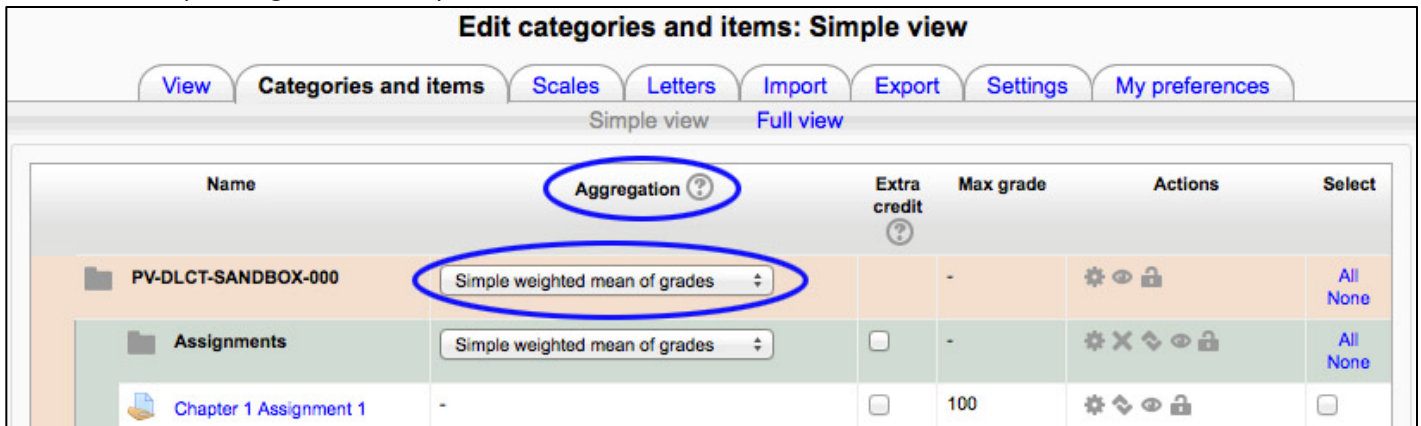 Edit categories and items: Simple view
View Categories and items Scales Letters Import Export Settings My preferences
Simple view Full view
Name Aggregation ? Extra credit ? Max grade Actions Select
PV-DLCT-SANDBOX-000 Simple weighted mean of grades - All None
Assignments Simple weighted mean of grades - All None
Chapter 1 Assignment 1 - 100